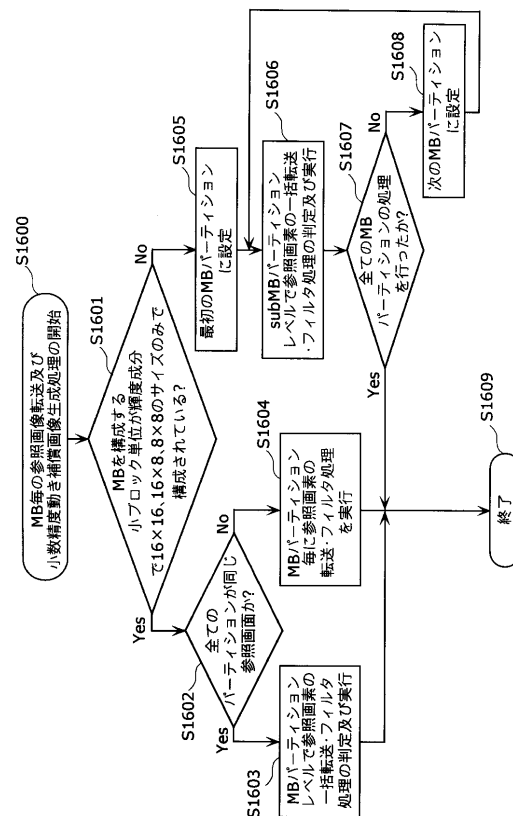 S1600
MB毎の参照画像転送及び
小数精度動き補償画像生成処理の開始
S1601
MBを構成する
小ブロック単位が輝度成分
で16×16、16×8、8×8のサイズのみで
構成されている?
Yes
No
S1602
全ての
パーティションが同じ
参照画面か?
Yes
No
S1603
MBパーティション
レベルで参照画素の
一括転送・フィルタ
処理の判定及び実行
S1604
MBパーティション
毎に参照画素の
転送・フィルタ処理
を実行
S1605
最初のMBパーティション
に設定
S1606
subMBパーティション
レベルで参照画素の一括転送
・フィルタ処理の判定及び実行
S1607
全てのMB
パーティションの処理
を行ったか?
Yes
No
S1608
次のMBパーティション
に設定
S1609
終了